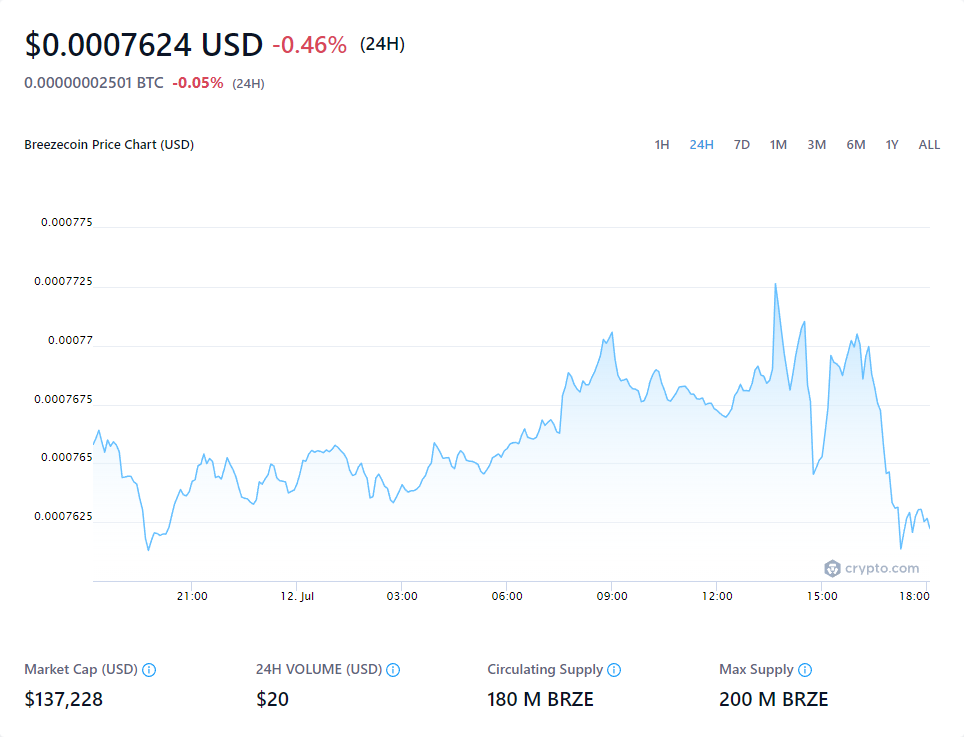 $0.0007624 USD -0.46% (24H)
0.00000002501 BTC -0.05% (24H)
Breezecoin Price Chart (USD) 1H 24H 7D 1M 3M 6M 1Y ALL
0.000775
0.0007725
0.00077
0.0007675
0.000765
0.0007625
crypto.com
21:00 12. Jul 03:00 06:00 09:00 12:00 15:00 18:00
Market Cap (USD) 24H VOLUME (USD) Circulating Supply Max Supply
$137,228 $20 180 M BRZE 200 M BRZE